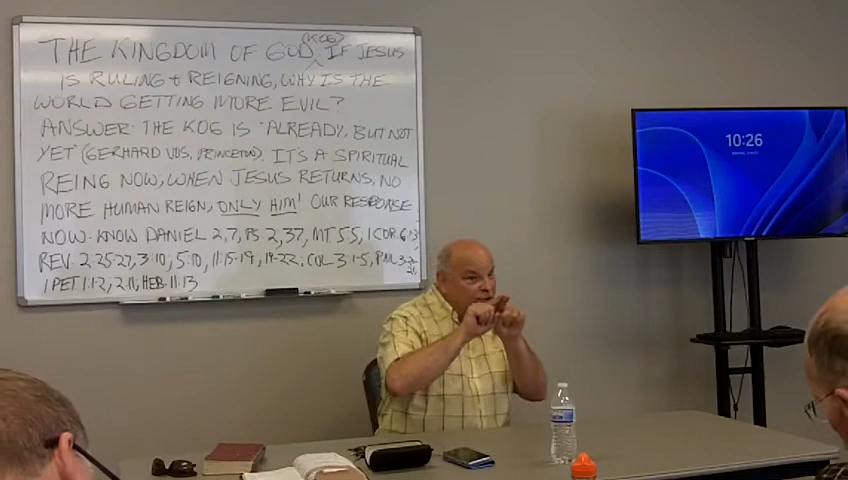 (KOG)
THE KINGDOM OF GOD^ IF JESUS
IS RULING + REIGNING, WHY IS THE
WORLD GETTING MORE EVIL?
ANSWER: THE KOG IS "ALREADY, BUT NOT
YET" (GERHARD VOS, PRINCETON). IT'S A SPIRITUAL
REING NOW, WHEN JESUS RETURNS, NO
MORE HUMAN REIGN, ONLY HIM! OUR RESPONSE
NOW: KNOW DANIEL 2,7, PS 2, 37, MT. 5:5, I COR. 6:1-3
REV. 2:25-27, 3:10; 5:10, 11:15-19, 19-22; COL 3:1-5, PHIL 3:20
I PET 1:1,2, 2:11, HEB. 11:13
10:26